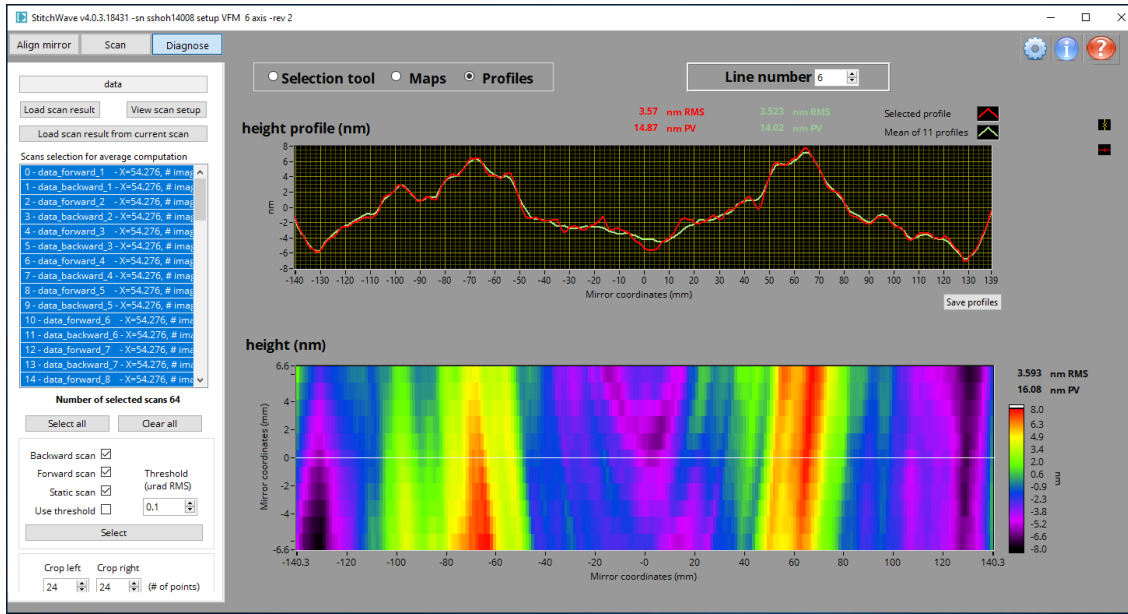 StitchWave v4.0.3.18431 -sn sshoh14008 setup VFM 6 axis -rev 2
Align mirror Scan Diagnose
data
Load scan result View scan setup
Load scan result from current scan
Scans selection for average computation
0 - data_forward_1 - X=54.276, # imag
1 - data_backward_1 - X=54.276, # imag
2 - data_forward_2 - X=54.276, # imag
3 - data_backward_2 - X=54.276, # imag
4 - data_forward_3 - X=54.276, # imag
5 - data_backward_3 - X=54.276, # imag
6 - data_forward_4 - X=54.276, # imag
7 - data_backward_4 - X=54.276, # imag
8 - data_forward_5 - X=54.276, # imag
9 - data_backward_5 - X=54.276, # imag
10 - data_forward_6 - X=54.276, # ima
11 - data_backward_6 - X=54.276, # im
12 - data_forward_7 - X=54.276, # ima
13 - data_backward_7 - X=54.276, # im
14 - data_forward_8 - X=54.276, # ima
Number of selected scans 64
Select all Clear all
Backward scan
Forward scan Threshold
Static scan (urad RMS)
Use threshold 0.1
Select
Crop left Crop right
24 24 (# of points)
Selection tool Maps Profiles
Line number 6
3.57 nm RMS 3.523 nm RMS Selected profile
14.87 nm PV 14.02 nm PV Mean of 11 profiles
height profile (nm)
8
6
4
2
0
-2
-4
-6
-8
nm
-140 -130 -120 -110 -100 -90 -80 -70 -60 -50 -40 -30 -20 -10 0 10 20 30 40 50 60 70 80 90 100 110 120 130 139
Mirror coordinates (mm)
Save profiles
height (nm)
3.593 nm RMS
16.08 nm PV
6.6
4
2
0
-2
-4
-6.6
Mirror coordinates (mm)
-140.3 -120 -100 -80 -60 -40 -20 0 20 40 60 80 100 120 140.3
Mirror coordinates (mm)
8.0
6.0
4.9
3.7
2.6
1.4
0.2
-0.9
-2.3
-3.8
-5.2
-6.6
-8.0
nm